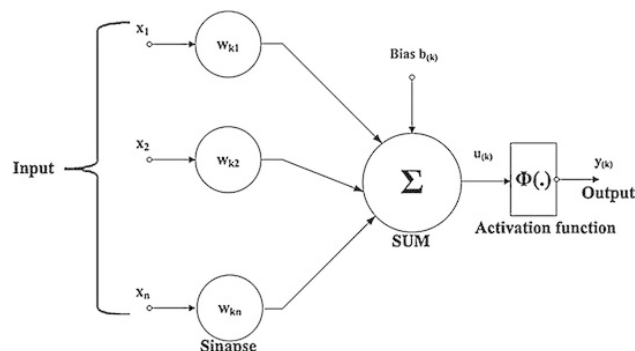 x1
wk1
Bias b(k)
x2
wk2
Input
Σ
u(k)
Φ(.)
y(k)
Output
SUM
Activation function
xn
wkn
Sinapse